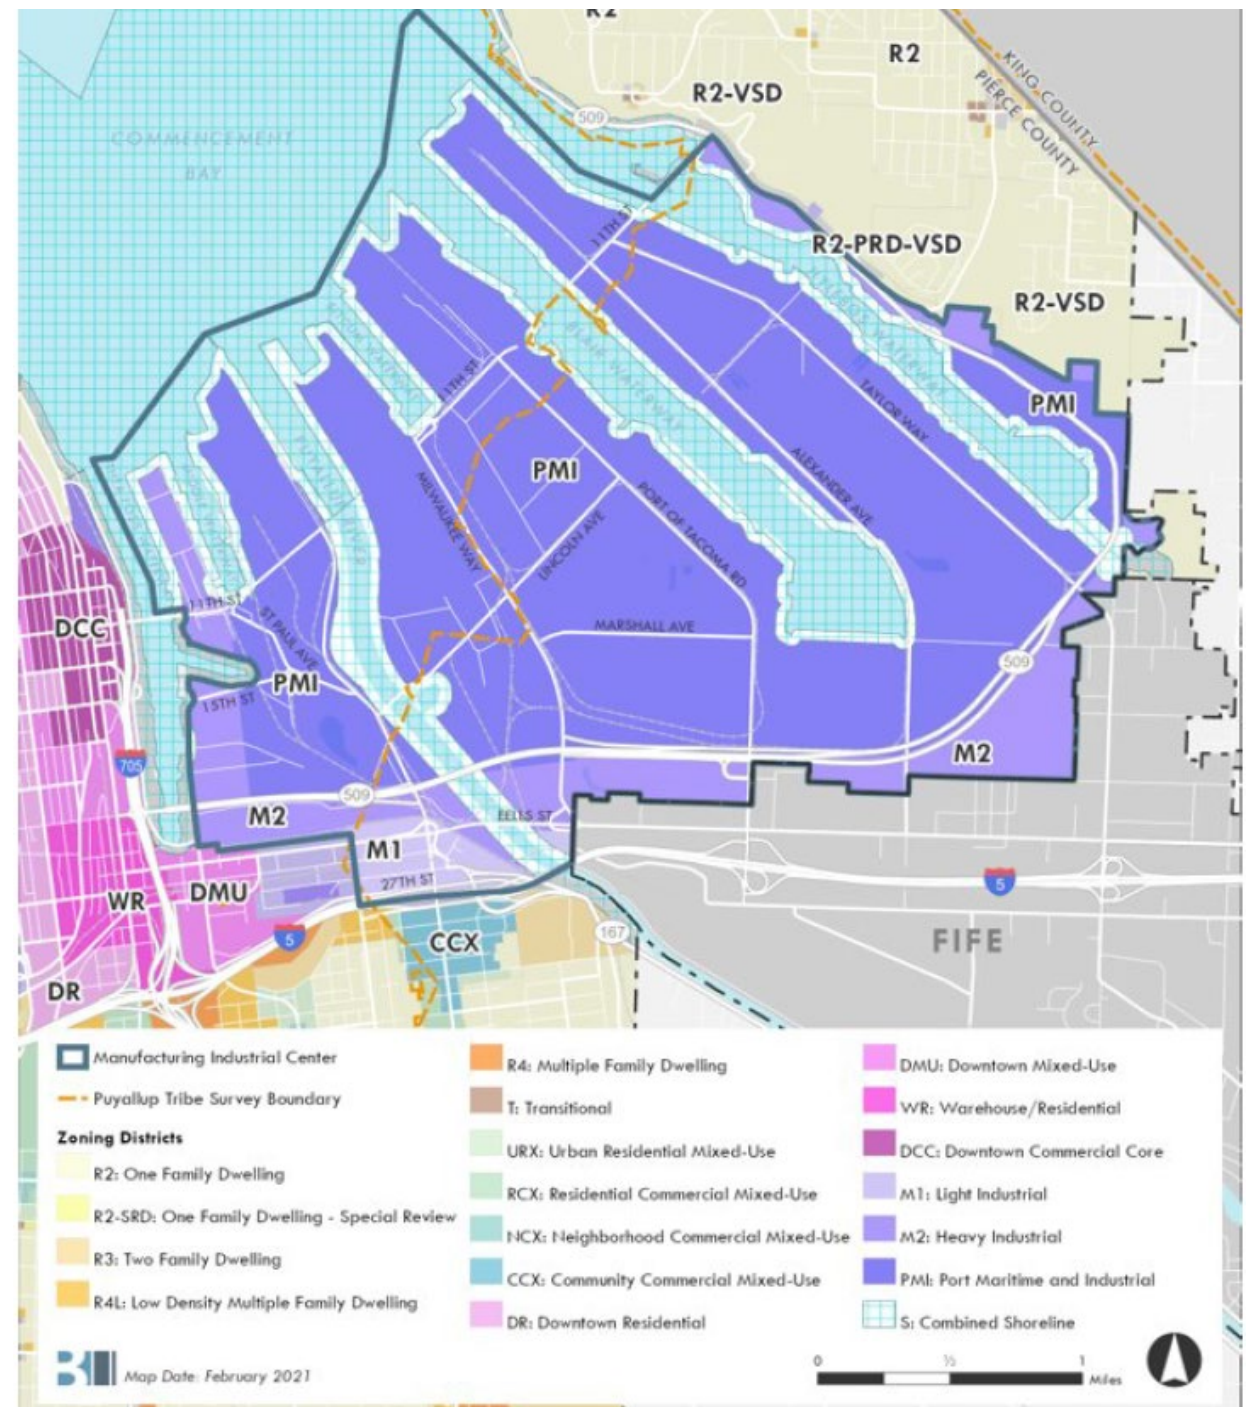 R2
R2
KING COUNTY
PIERCE COUNTY
R2-VSD
509
COMMENCEMENT
BAY
11TH ST
R2-PRD-VSD
R2-VSD
HYLEBOS WATERWAY
BLAIR WATERWAY
11TH ST
TAYLOR WAY
PMI
PMI
ALEXANDER AVE
MILWAUKEE WAY
PORT OF TACOMA RD
LINCOLN AVE
PUYALLUP RIVER
11TH ST
ST PAUL AVE
DCC
MARSHALL AVE
509
PMI
15TH ST
705
M2
509
M2
EELLS ST
M1
27TH ST
5
WR
DMU
5
CCX
167
FIFE
DR
Manufacturing Industrial Center
Puyallup Tribe Survey Boundary
Zoning Districts
R2: One Family Dwelling
R2-SRD: One Family Dwelling - Special Review
R3: Two Family Dwelling
R4L: Low Density Multiple Family Dwelling
R4: Multiple Family Dwelling
T: Transitional
URX: Urban Residential Mixed-Use
RCX: Residential Commercial Mixed-Use
NCX: Neighborhood Commercial Mixed-Use
CCX: Community Commercial Mixed-Use
DR: Downtown Residential
DMU: Downtown Mixed-Use
WR: Warehouse/Residential
DCC: Downtown Commercial Core
M1: Light Industrial
M2: Heavy Industrial
PMI: Port Maritime and Industrial
S: Combined Shoreline
Map Date: February 2021
0 ½ 1
Miles